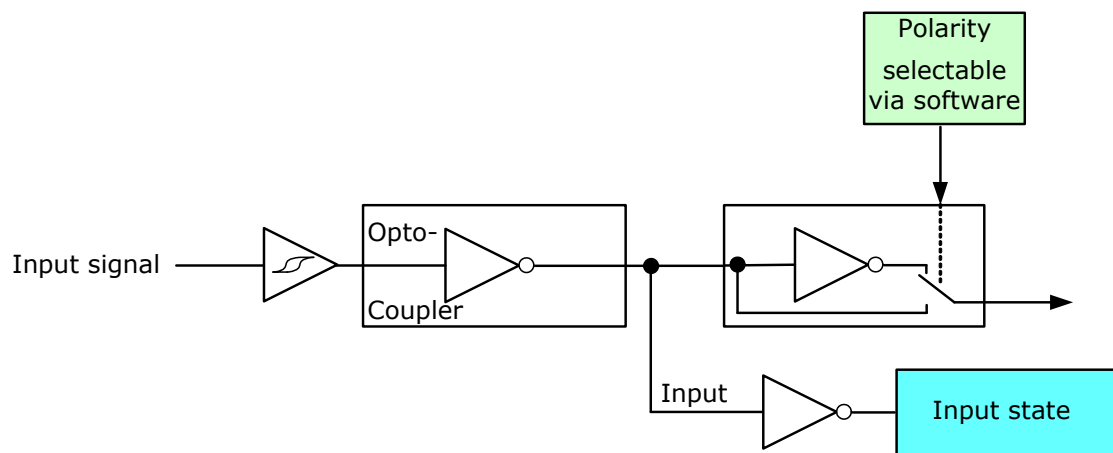 Polarity
selectable
via software
Opto-
Input signal
Coupler
Input
Input state